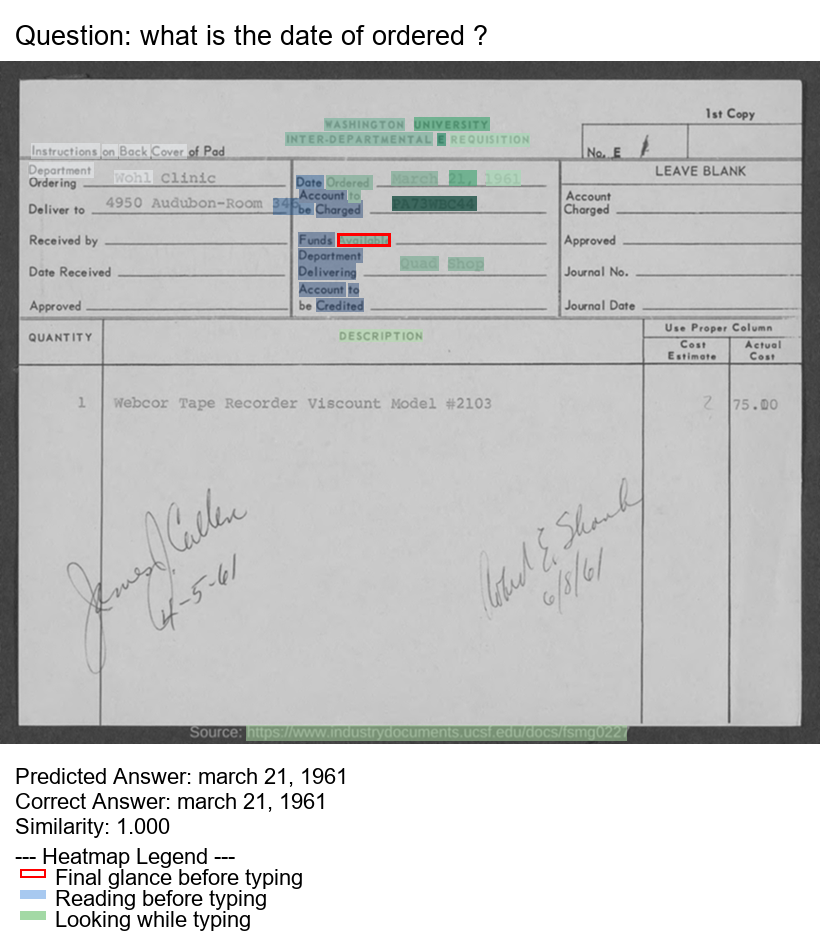 Question: what is the date of ordered ?
WASHINGTON UNIVERSITY
INTER-DEPARTMENTAL E REQUISITION
1st Copy
Instructions on Back Cover of Pad
No. E
Department
Ordering Wohl Clinic
Deliver to 4950 Audubon-Room 346
Received by
Date Received
Approved
Date Ordered March 21, 1961
Account to
be Charged PA73WBC44
Funds Available
Department
Delivering Quad Shop
Account to
be Credited
LEAVE BLANK
Account
Charged
Approved
Journal No.
Journal Date
QUANTITY
DESCRIPTION
Use Proper Column
Cost
Estimate
Actual
Cost
1 Webcor Tape Recorder Viscount Model #2103 2 75.00
James J. Cullen
4-5-61
Robert E. Shank
6/8/61
Source: https://www.industrydocuments.ucsf.edu/docs/fsmg0227
Predicted Answer: march 21, 1961
Correct Answer: march 21, 1961
Similarity: 1.000
--- Heatmap Legend ---
Final glance before typing
Reading before typing
Looking while typing